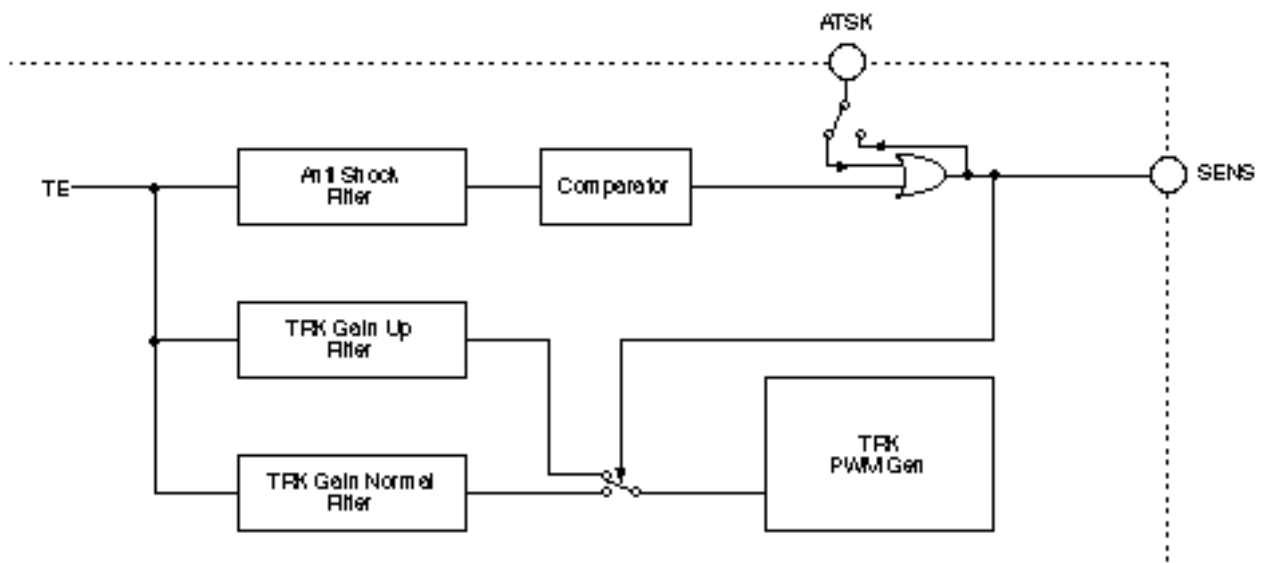 ATSK
TE
Anti Shock
Filter
Comparator
SENS
TRK Gain Up
Filter
TRK
PWM Gen
TRK Gain Normal
Filter